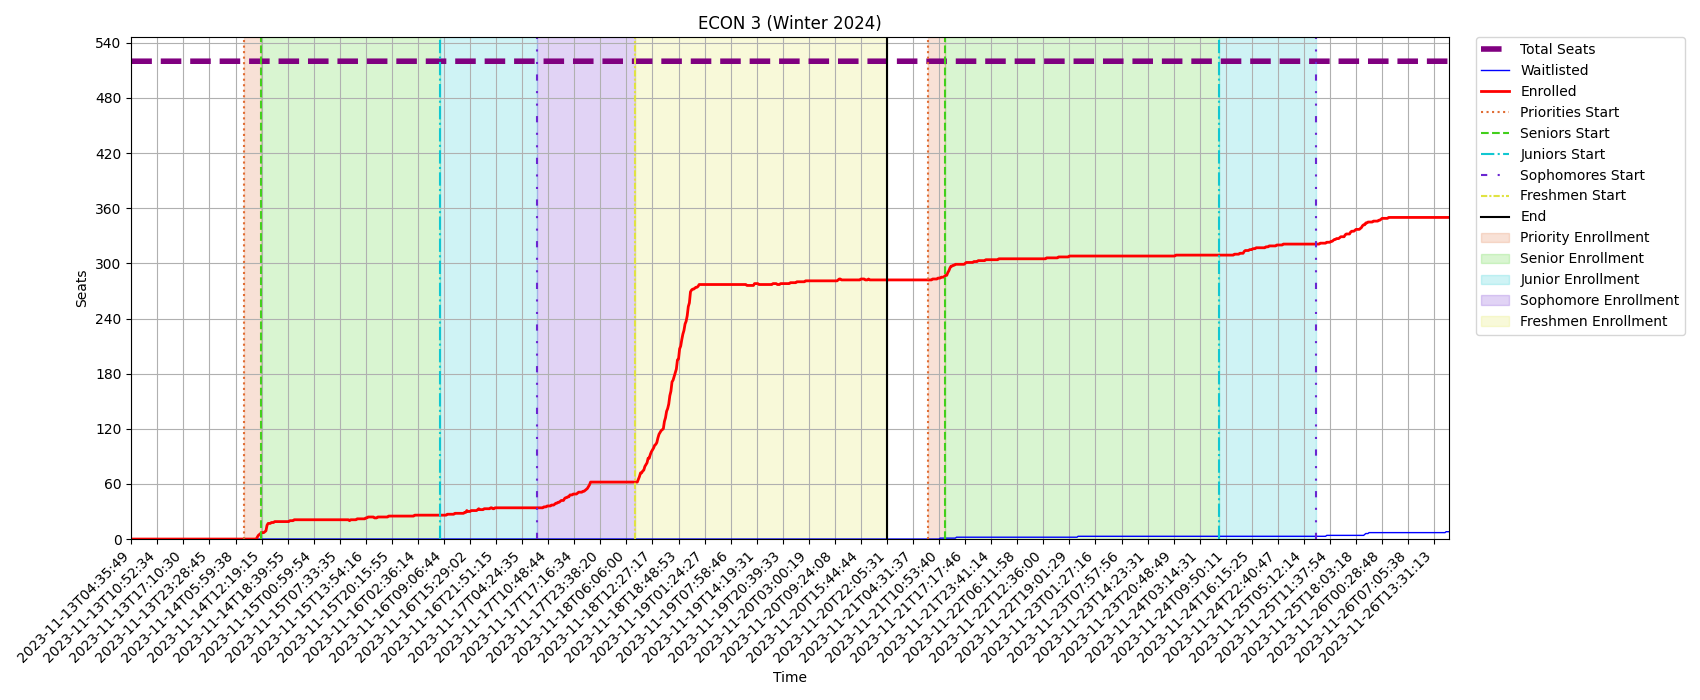 ECON 3 (Winter 2024)
540
480
420
360
300
240
180
120
60
0
Seats
2023-11-13T04:35:49
2023-11-13T10:52:34
2023-11-13T17:10:30
2023-11-13T23:28:45
2023-11-14T05:59:38
2023-11-14T12:19:15
2023-11-14T18:39:55
2023-11-15T00:59:54
2023-11-15T07:33:35
2023-11-15T13:54:16
2023-11-15T20:15:55
2023-11-16T02:36:14
2023-11-16T09:06:44
2023-11-16T15:29:02
2023-11-16T21:51:15
2023-11-17T04:24:35
2023-11-17T10:48:44
2023-11-17T17:16:34
2023-11-17T23:38:20
2023-11-18T06:06:00
2023-11-18T12:27:17
2023-11-18T18:48:53
2023-11-19T01:24:27
2023-11-19T07:58:46
2023-11-19T14:19:31
2023-11-19T20:39:33
2023-11-20T03:00:19
2023-11-20T09:24:08
2023-11-20T15:44:44
2023-11-20T22:05:31
2023-11-21T04:31:37
2023-11-21T10:53:40
2023-11-21T17:17:46
2023-11-21T23:41:14
2023-11-22T06:11:58
2023-11-22T12:36:00
2023-11-22T19:01:29
2023-11-23T01:27:16
2023-11-23T07:57:56
2023-11-23T14:23:31
2023-11-23T20:48:49
2023-11-24T03:14:31
2023-11-24T09:50:11
2023-11-24T16:15:25
2023-11-24T22:40:47
2023-11-25T05:12:14
2023-11-25T11:37:54
2023-11-25T18:03:18
2023-11-26T00:28:48
2023-11-26T07:05:38
2023-11-26T13:31:13
Time
Total Seats
Waitlisted
Enrolled
Priorities Start
Seniors Start
Juniors Start
Sophomores Start
Freshmen Start
End
Priority Enrollment
Senior Enrollment
Junior Enrollment
Sophomore Enrollment
Freshmen Enrollment